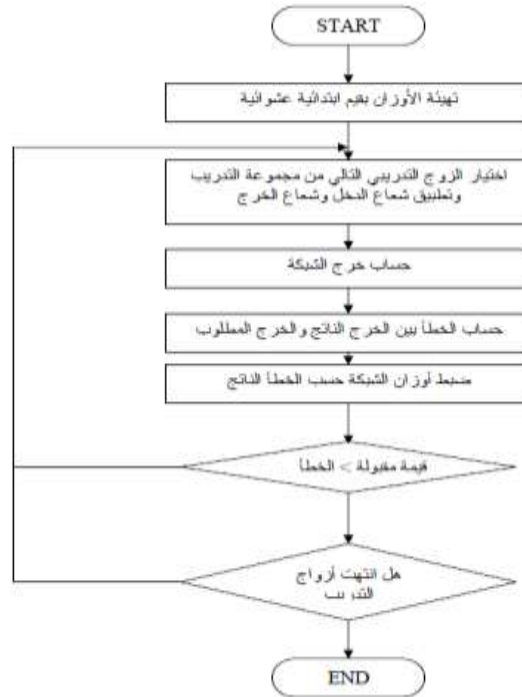 START
تهيئة الأوزان بقيم ابتدائية عشوائية
اختيار الزوج التدريبي التالي من مجموعة التدريب
وتطبيق شعاع الدخل وشعاع الخرج
حساب خرج الشبكة
حساب الخطأ بين الخرج الناتج والخرج المطلوب
ضبط أوزان الشبكة حسب الخطأ الناتج
قيمة مقبولة > الخطأ
هل انتهت أزواج
التدريب
END